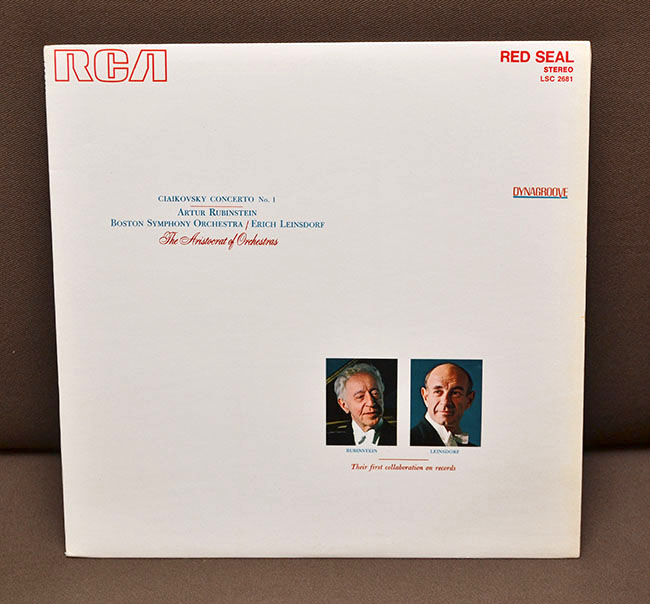 RCA
RED SEAL
STEREO
LSC 2681
DYNAGROOVE
CIAIKOVSKY CONCERTO No. 1
ARTUR RUBINSTEIN
BOSTON SYMPHONY ORCHESTRA / ERICH LEINSDORF
The Aristocrat of Orchestras
RUBINSTEIN
LEINSDORF
Their first collaboration on records